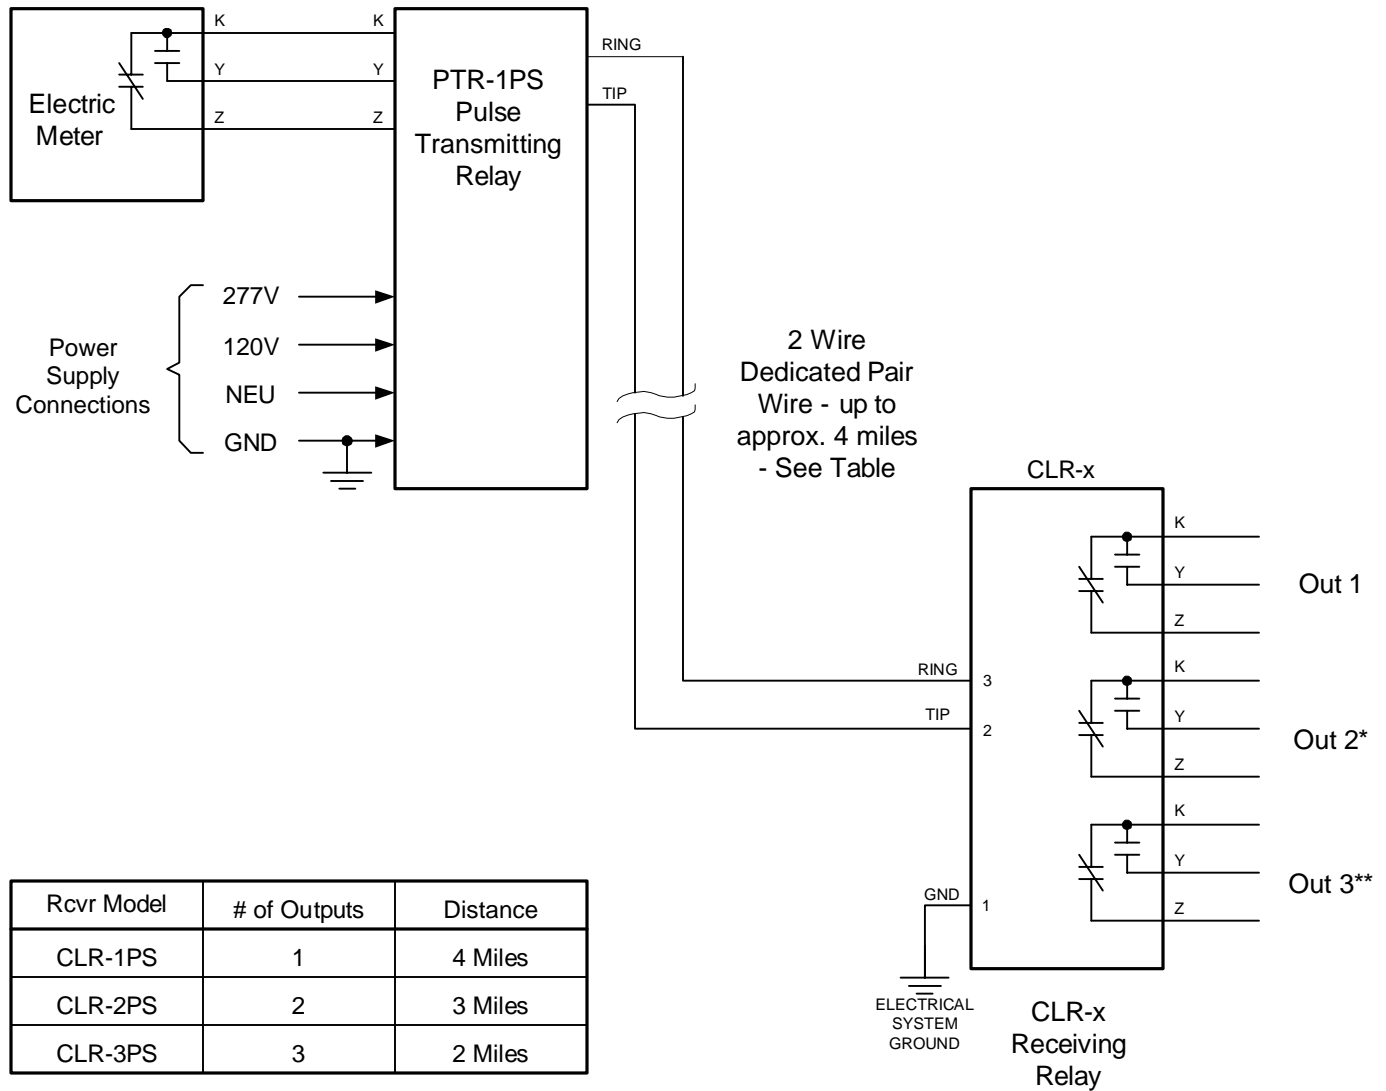 K
K
Y
Y
Z
Z
Electric
Meter
PTR-1PS
Pulse
Transmitting
Relay
RING
TIP
Power
Supply
Connections
277V
120V
NEU
GND
2 Wire
Dedicated Pair
Wire - up to
approx. 4 miles
- See Table
CLR-x
RING
3
TIP
2
GND
1
ELECTRICAL
SYSTEM
GROUND
K
Y
Z
Out 1
K
Y
Z
Out 2*
K
Y
Z
Out 3**
CLR-x
Receiving
Relay
Rcvr Model # of Outputs Distance
CLR-1PS 1 4 Miles
CLR-2PS 2 3 Miles
CLR-3PS 3 2 Miles